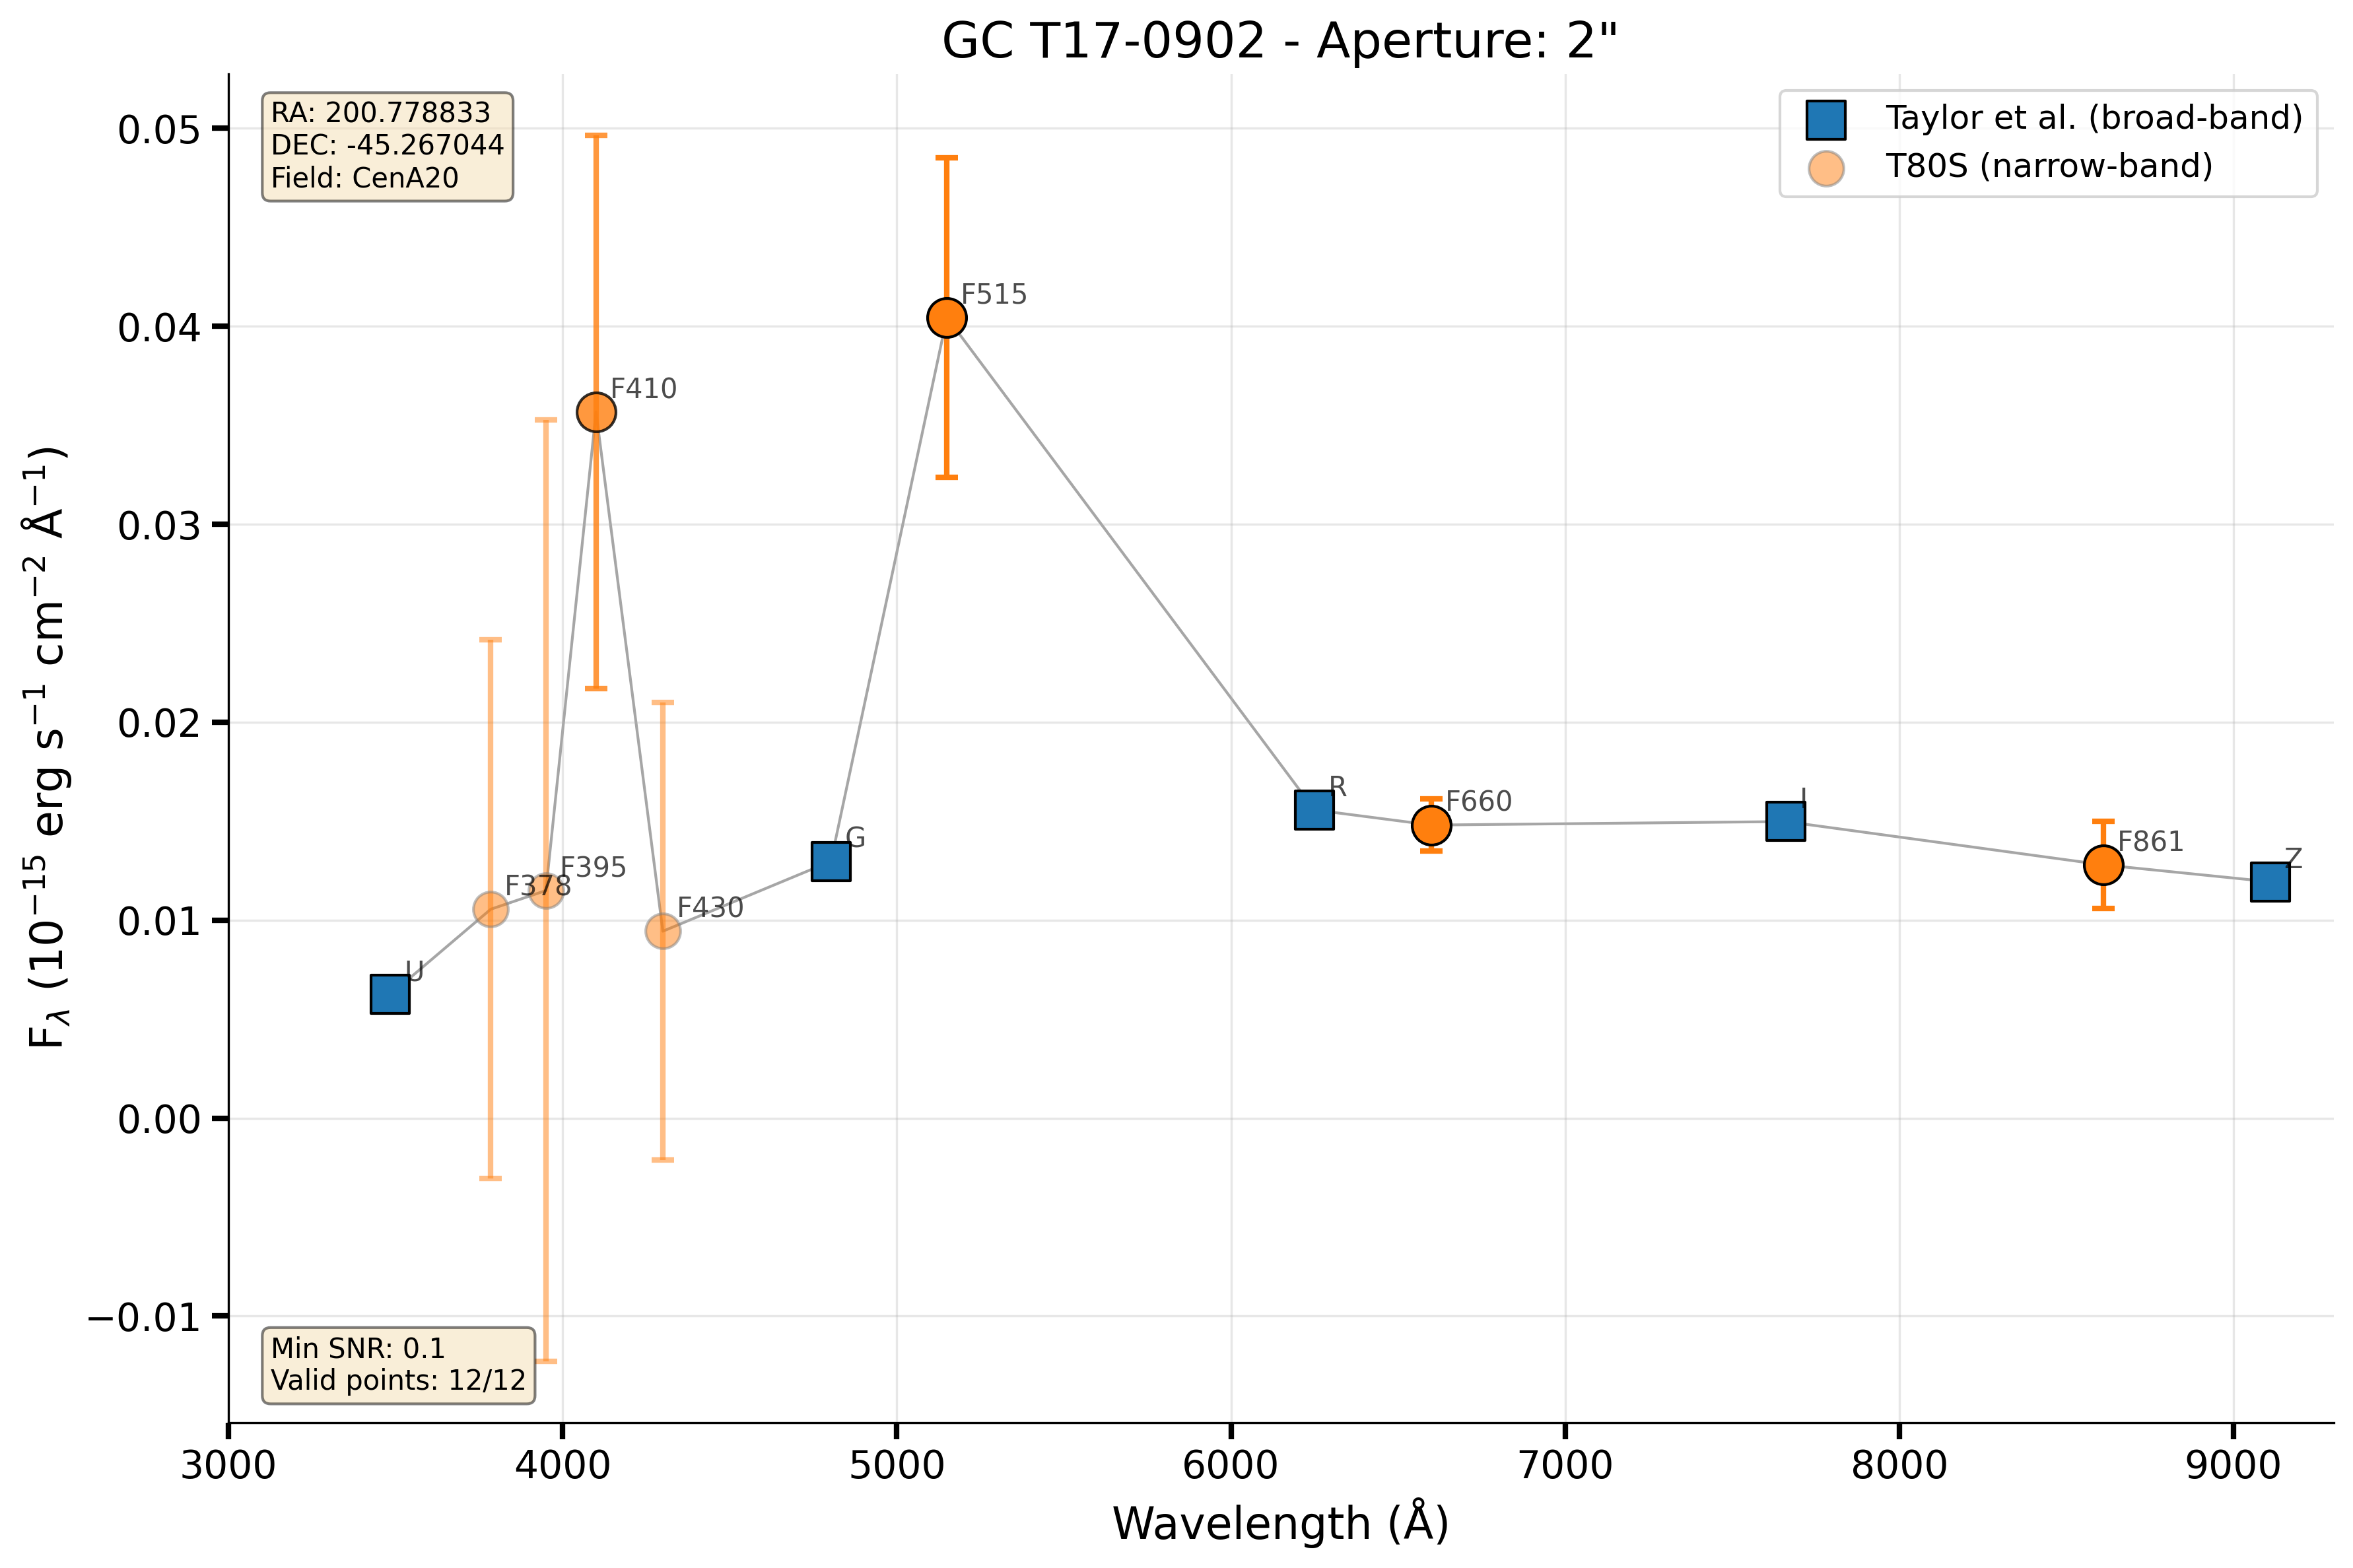 GC T17-0902 - Aperture: 2"
RA: 200.778833
DEC: -45.267044
Field: CenA20
Taylor et al. (broad-band)
T80S (narrow-band)
0.05
0.04
0.03
0.02
0.01
0.00
−0.01
F$_λ$ (10$^{−15}$ erg s$^{−1}$ cm$^{−2}$ Å$^{−1}$)
U
F378
F395
F410
F430
G
F515
R
F660
I
F861
Z
Min SNR: 0.1
Valid points: 12/12
3000 4000 5000 6000 7000 8000 9000
Wavelength (Å)